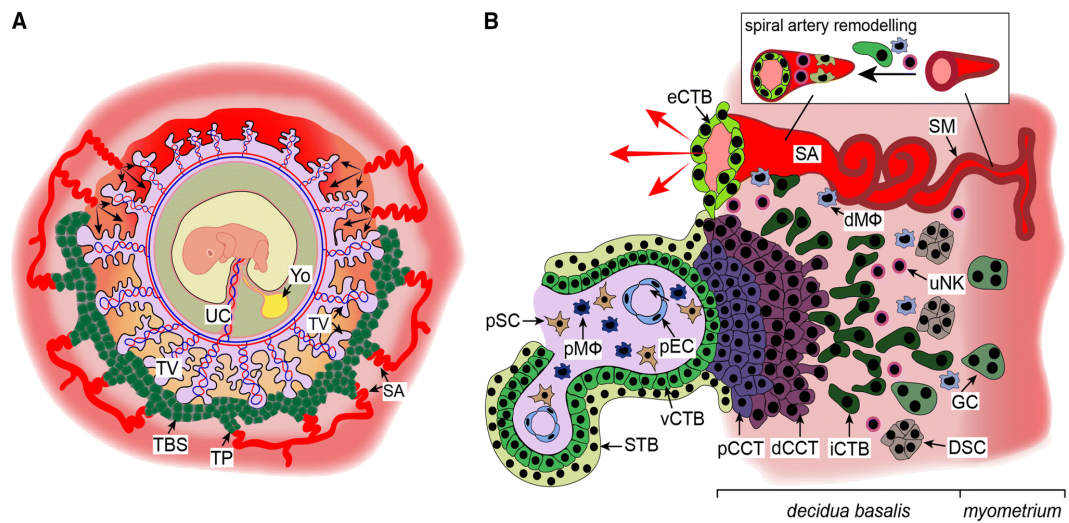 A
Yo
UC
TV
TV
SA
TBS
TP
B
spiral artery remodelling
eCTB
SM
SA
dMΦ
uNK
pSC
pMΦ
pEC
GC
vCTB
STB
pCCT
dCCT
iCTB
DSC
decidua basalis
myometrium